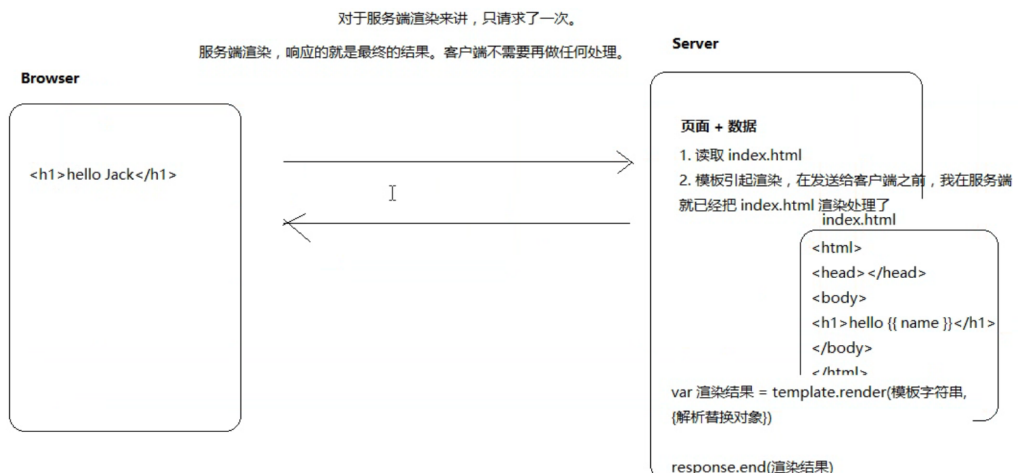 对于服务端渲染来讲，只请求了一次。
服务端渲染，响应的就是最终的结果。客户端不需要再做任何处理。
Browser
<h1>hello Jack</h1>
Server
页面 + 数据
1. 读取 index.html
2. 模板引起渲染，在发送给客户端之前，我在服务端
就已经把 index.html 渲染处理了
index.html
<html>
<head></head>
<body>
<h1>hello {{ name }}</h1>
</body>
</html>
var 渲染结果 = template.render(模板字符串,
{解析替换对象})
response.end(渲染结果)